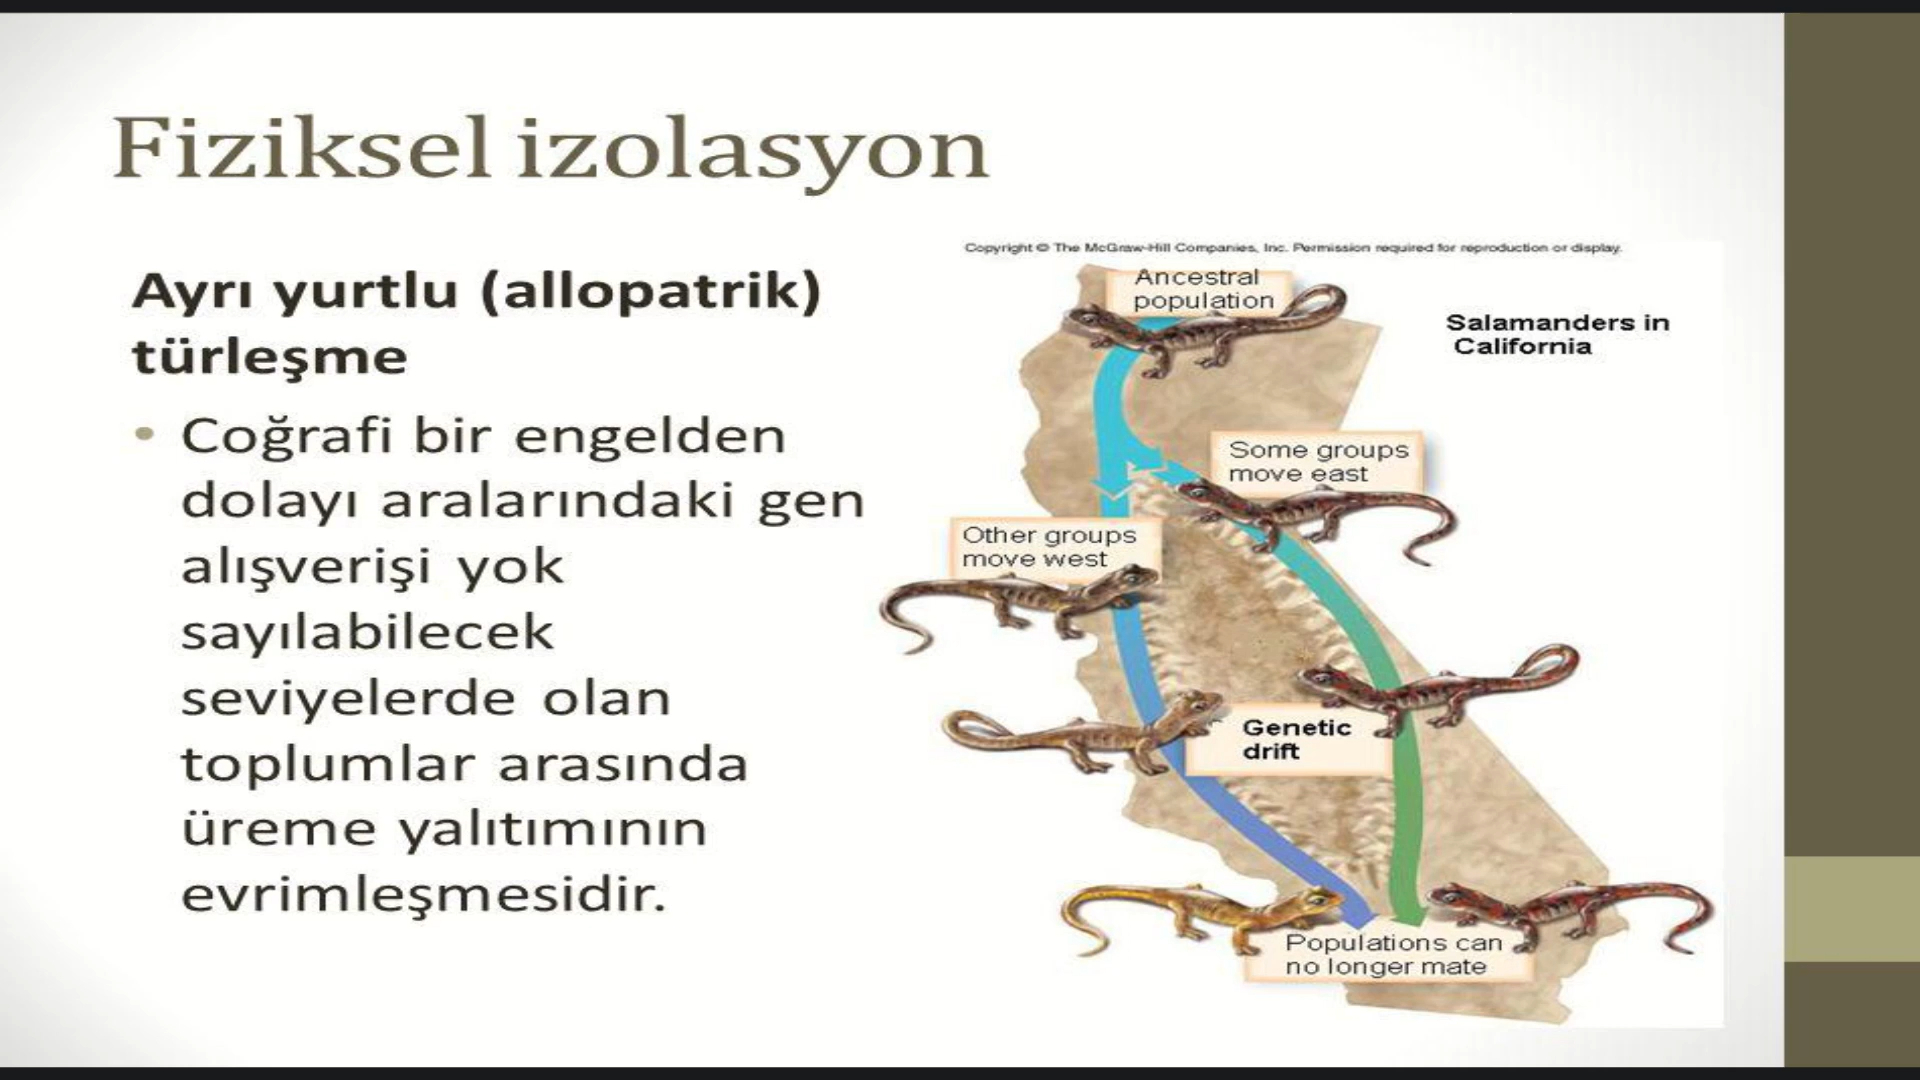 Fiziksel izolasyon
Ayrı yurtlu (allopatrik)
türleşme
• Coğrafi bir engelden
dolayı aralarındaki gen
alışverişi yok
sayılabilecek
seviyelerde olan
toplumlar arasında
üreme yalıtımının
evrimleşmesidir.
Copyright © The McGraw-Hill Companies, Inc. Permission required for reproduction or display.
Ancestral
population
Salamanders in
California
Some groups
move east
Other groups
move west
Genetic
drift
Populations can
no longer mate